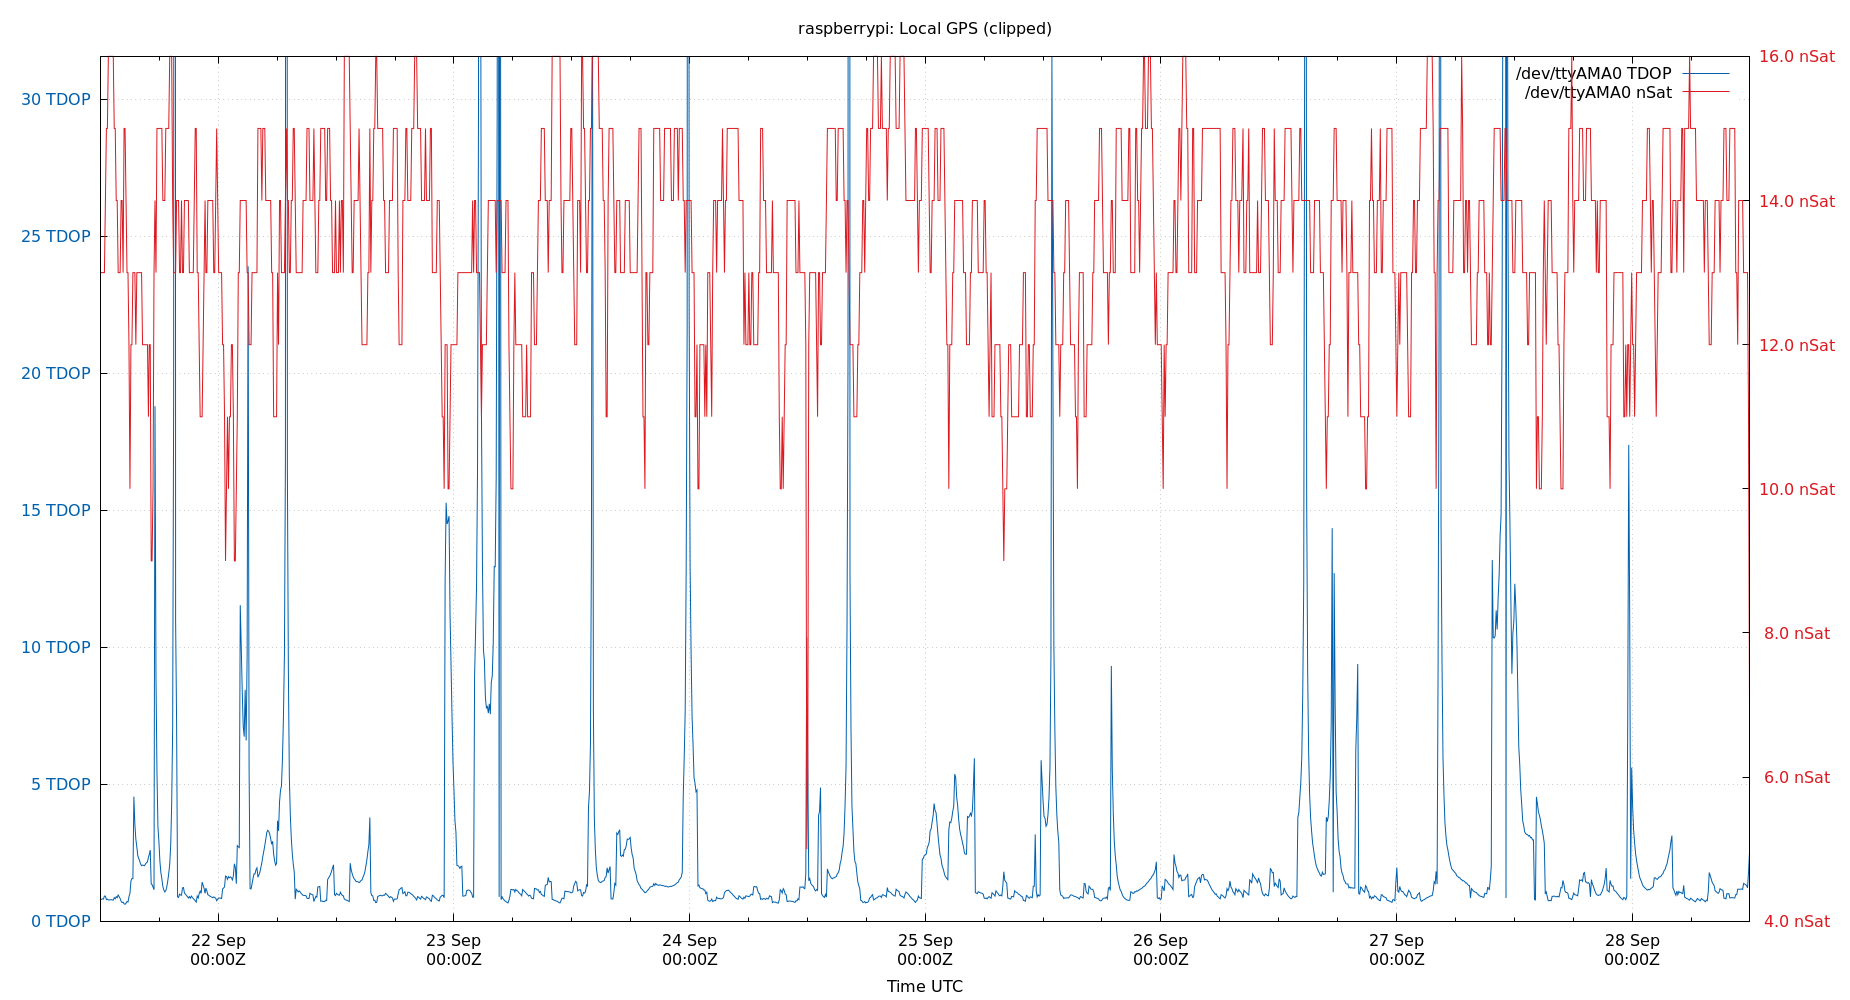 raspberrypi: Local GPS (clipped)
/dev/ttyAMA0 TDOP
/dev/ttyAMA0 nSat
30 TDOP
25 TDOP
20 TDOP
15 TDOP
10 TDOP
5 TDOP
0 TDOP
16.0 nSat
14.0 nSat
12.0 nSat
10.0 nSat
8.0 nSat
6.0 nSat
4.0 nSat
22 Sep
00:00Z
23 Sep
00:00Z
24 Sep
00:00Z
25 Sep
00:00Z
26 Sep
00:00Z
27 Sep
00:00Z
28 Sep
00:00Z
Time UTC